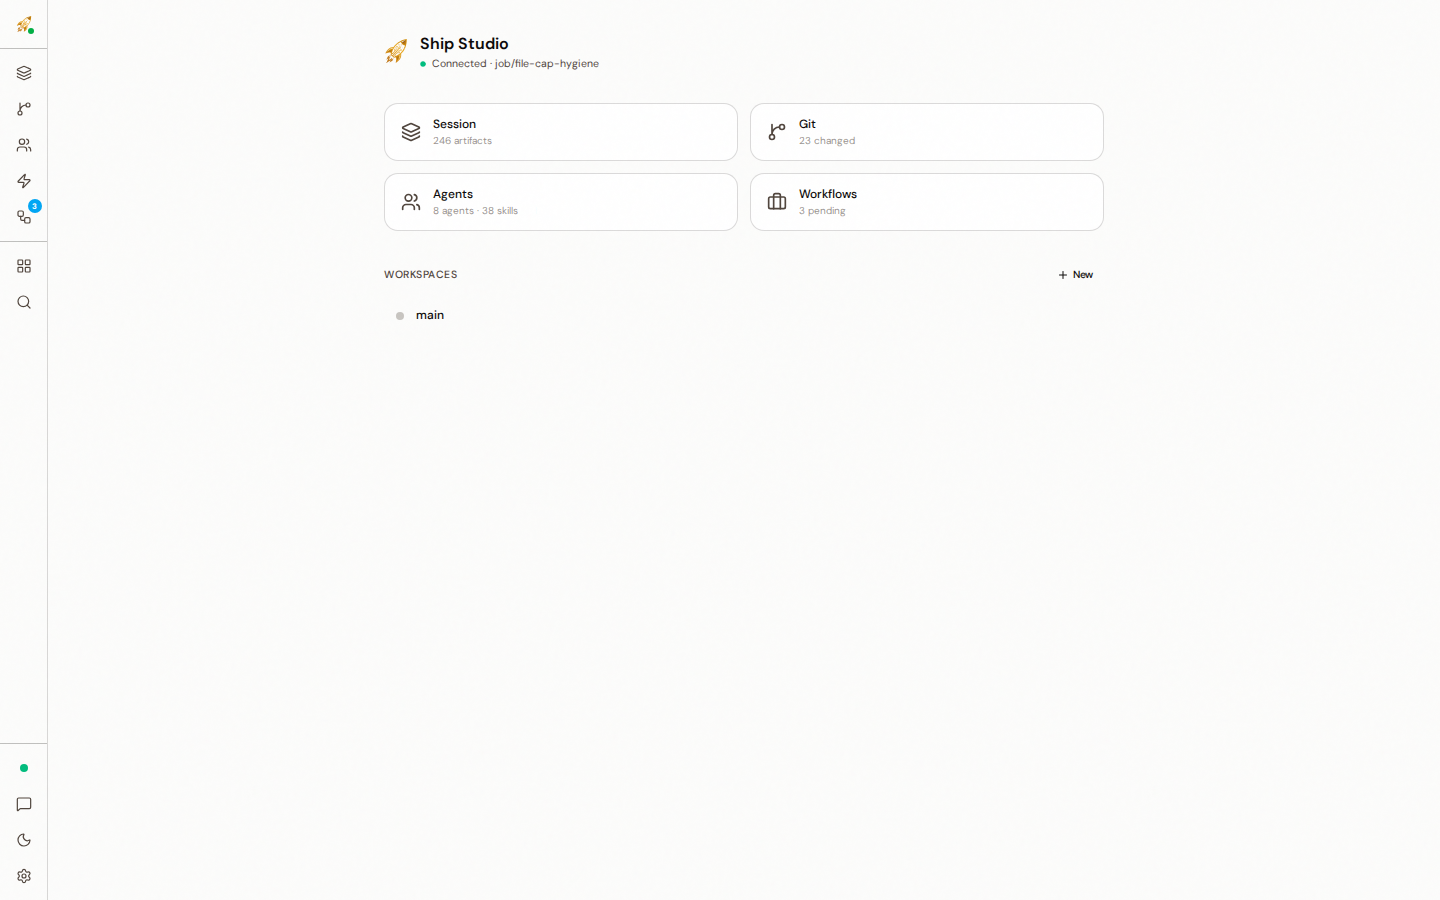 Ship Studio
Connected · job/file-cap-hygiene
Session
246 artifacts
Git
23 changed
Agents
8 agents · 38 skills
Workflows
3 pending
3
WORKSPACES
+ New
main